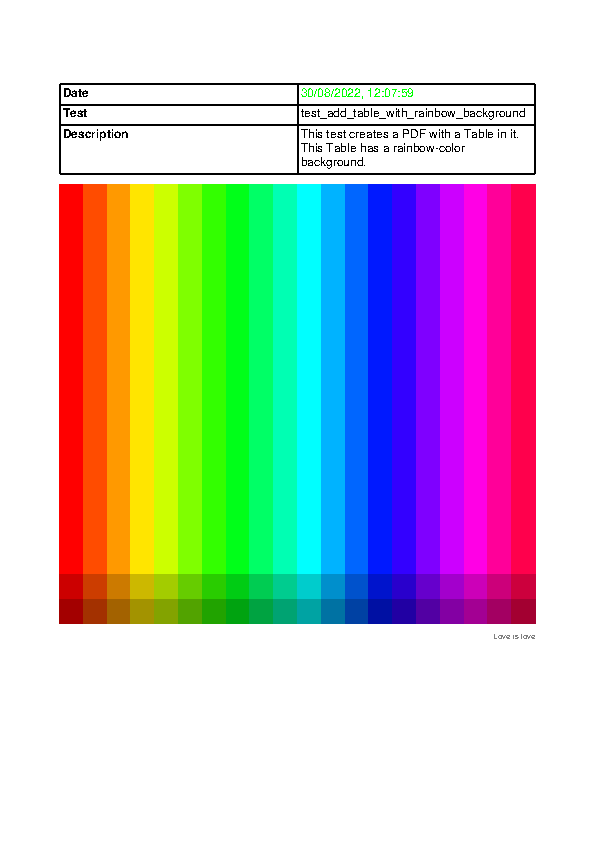 Date 30/08/2022, 12:07:59
Test test_add_table_with_rainbow_background
Description This test creates a PDF with a Table in it.
This Table has a rainbow-color
background.
Love is love